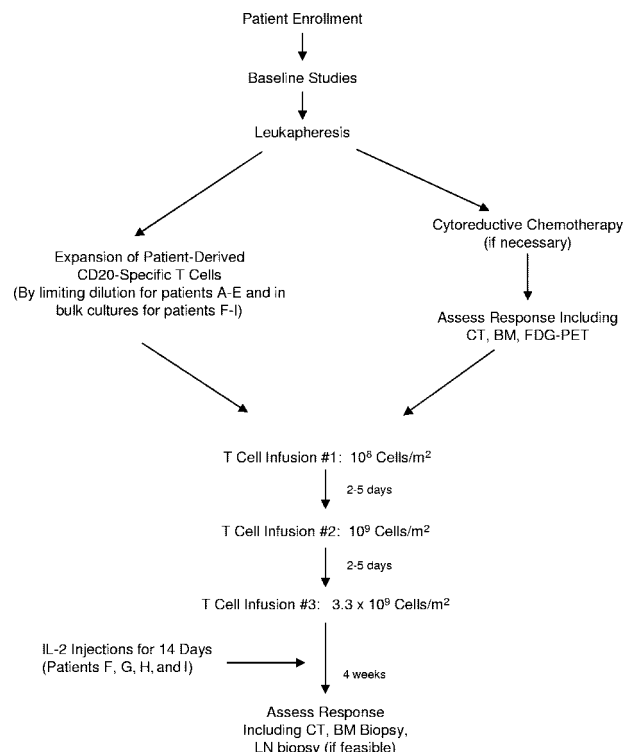 Patient Enrollment
Baseline Studies
Leukapheresis
Expansion of Patient-Derived
CD20-Specific T Cells
(By limiting dilution for patients A-E and in
bulk cultures for patients F-I)
Cytoreductive Chemotherapy
(if necessary)
Assess Response Including
CT, BM, FDG-PET
T Cell Infusion #1: 10⁸ Cells/m²
2-5 days
T Cell Infusion #2: 10⁹ Cells/m²
2-5 days
T Cell Infusion #3: 3.3 x 10⁹ Cells/m²
IL-2 Injections for 14 Days
(Patients F, G, H, and I)
4 weeks
Assess Response
Including CT, BM Biopsy,
LN biopsy (if feasible)